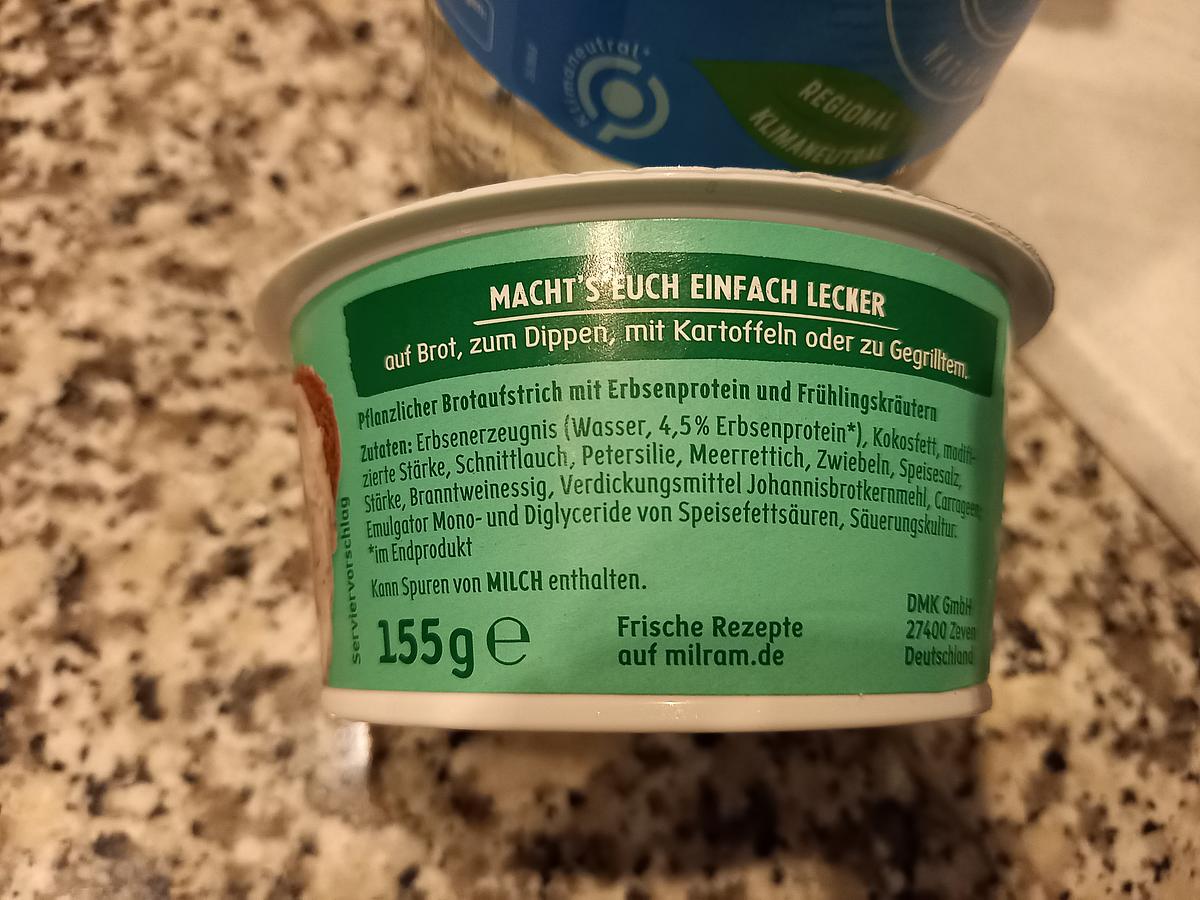 Klimaneutral*
REGIONAL
KLIMANEUTRAL
MACHT'S EUCH EINFACH LECKER
auf Brot, zum Dippen, mit Kartoffeln oder zu Gegrilltem.
Pflanzlicher Brotaufstrich mit Erbsenprotein und Frühlingskräutern
Zutaten: Erbsenerzeugnis (Wasser, 4,5% Erbsenprotein*), Kokosfett, modifi-
zierte Stärke, Schnittlauch, Petersilie, Meerrettich, Zwiebeln, Speisesalz,
Stärke, Branntweinessig, Verdickungsmittel Johannisbrotkernmehl, Carrageen,
Emulgator Mono- und Diglyceride von Speisefettsäuren, Säuerungskultur.
*im Endprodukt
Kann Spuren von MILCH enthalten.
Serviervorschlag
155g ℮
Frische Rezepte
auf milram.de
DMK GmbH
27400 Zeven
Deutschland